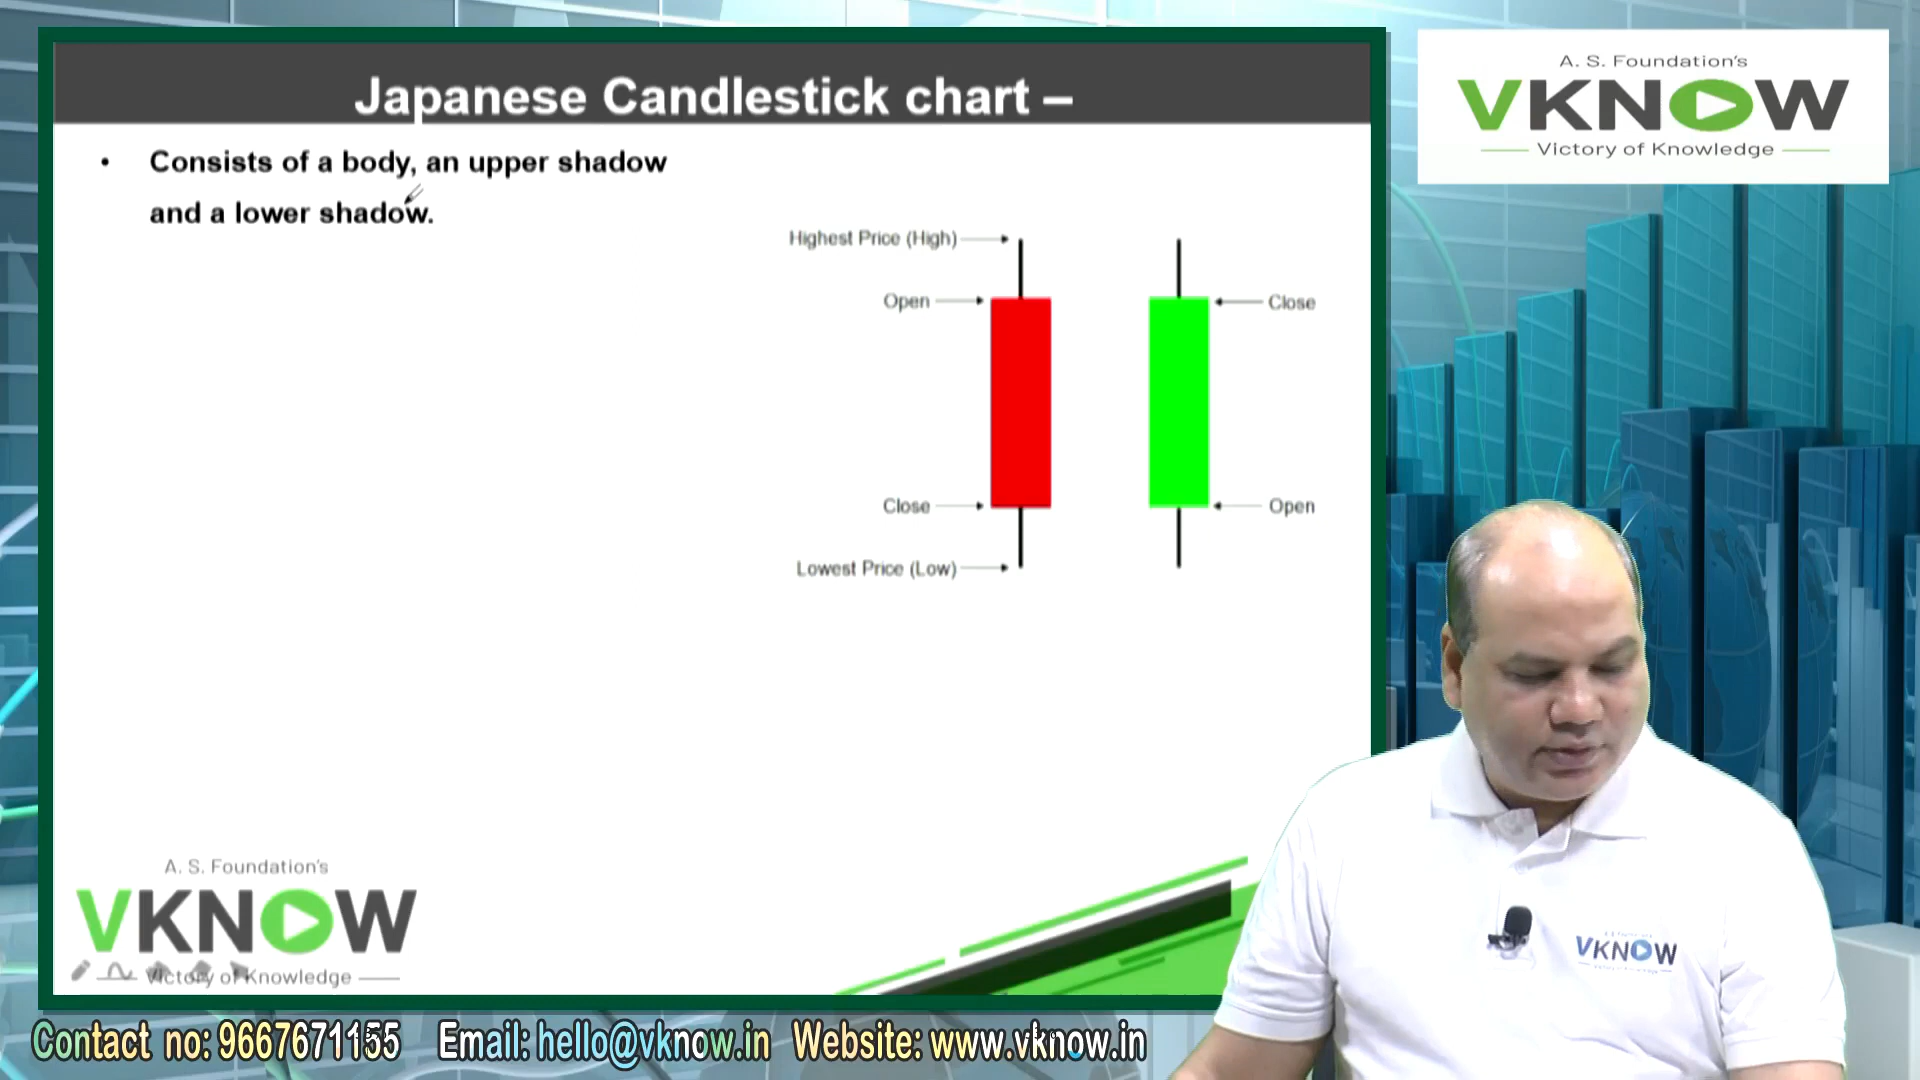 Japanese Candlestick chart –
• Consists of a body, an upper shadow
and a lower shadow.
Highest Price (High)
Open
Close
Close
Open
Lowest Price (Low)
A. S. Foundation's
VKNOW
Victory of Knowledge
A. S. Foundation's
VKNOW
Victory of Knowledge
VKNOW
Contact no: 9667671155 Email: hello@vknow.in Website: www.vknow.in